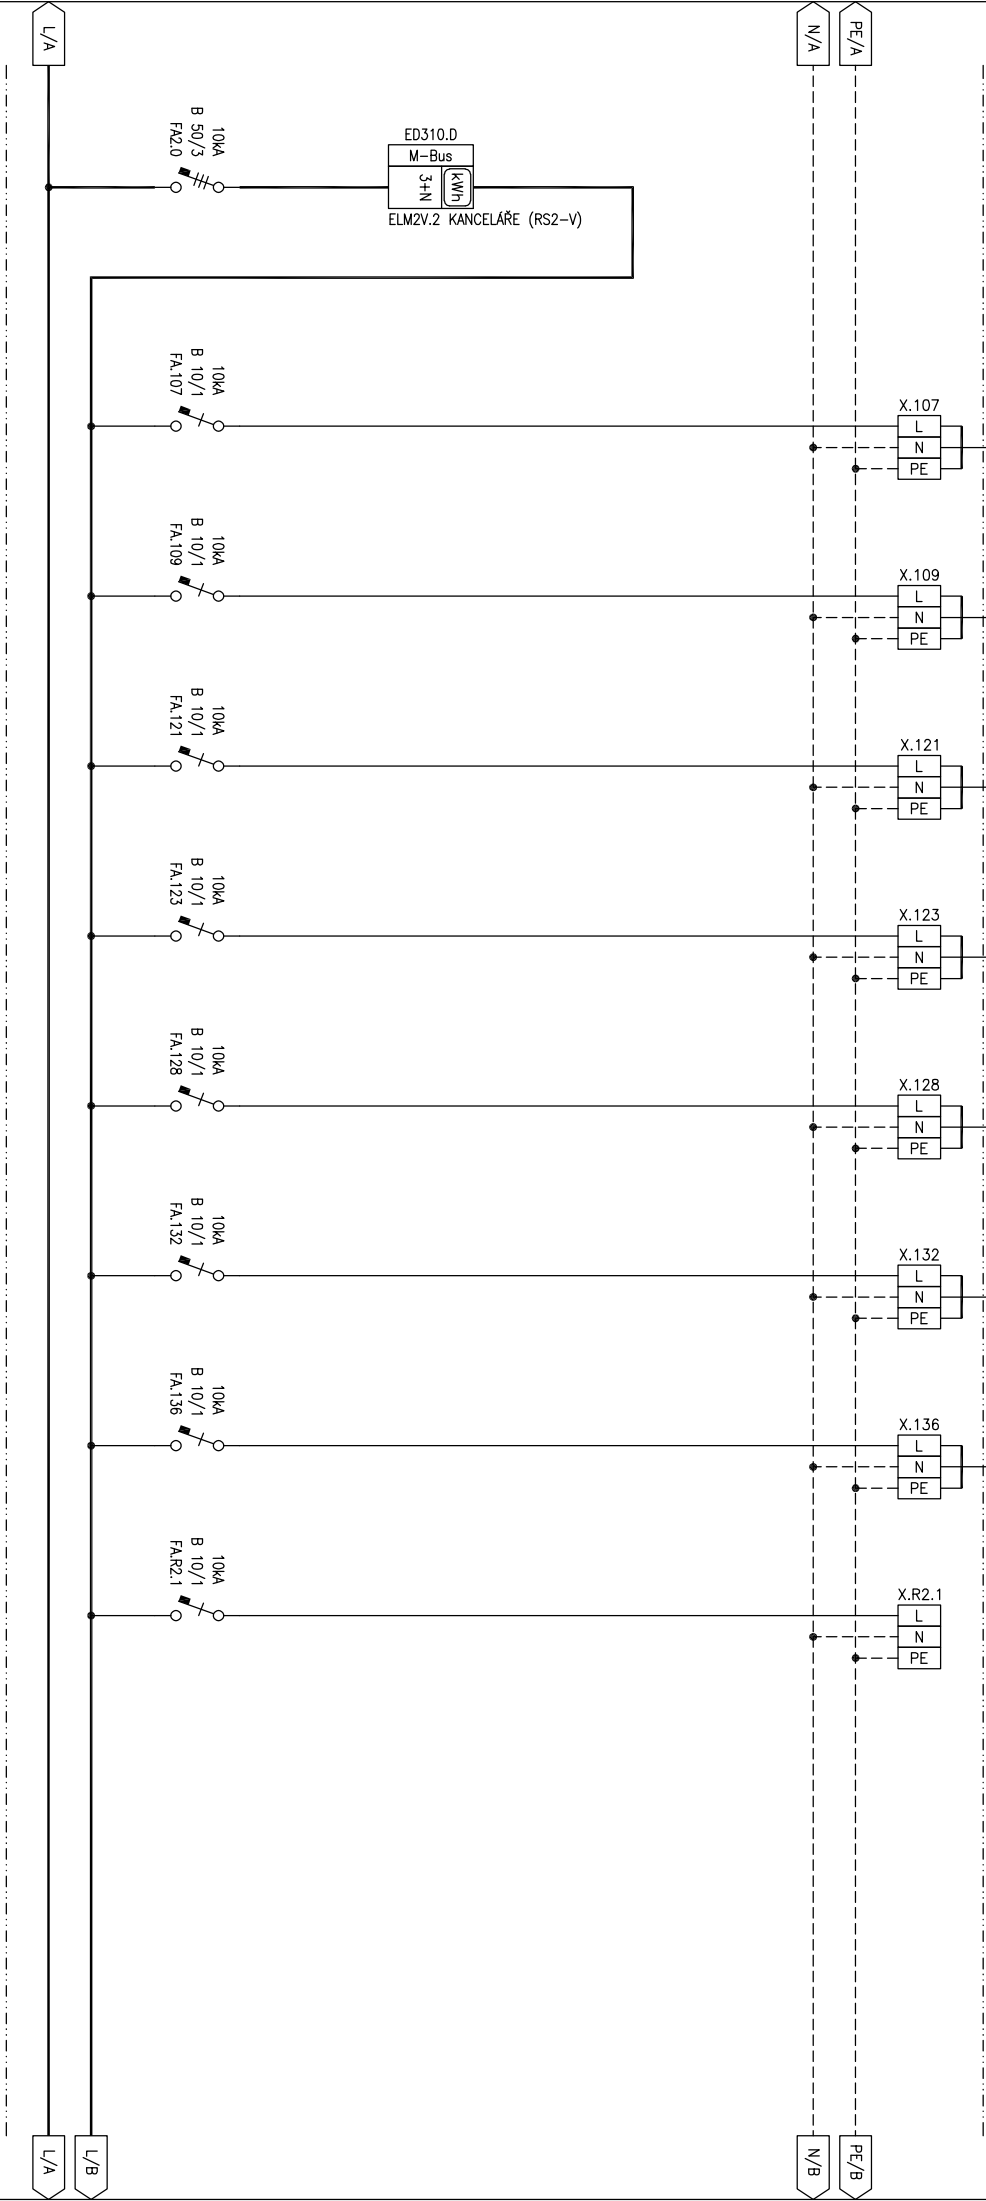 L/A
N/A
PE/A
10kA
B 50/3
FA2.0
ED310.D
M-Bus
kWh
3+N
ELM2V.2 KANCELÁŘE (RS2-V)
10kA
B 10/1
FA.107
X.107
L
N
PE
10kA
B 10/1
FA.109
X.109
L
N
PE
10kA
B 10/1
FA.121
X.121
L
N
PE
10kA
B 10/1
FA.123
X.123
L
N
PE
10kA
B 10/1
FA.128
X.128
L
N
PE
10kA
B 10/1
FA.132
X.132
L
N
PE
10kA
B 10/1
FA.136
X.136
L
N
PE
10kA
B 10/1
FA.R2.1
X.R2.1
L
N
PE
L/A
L/B
N/B
PE/B